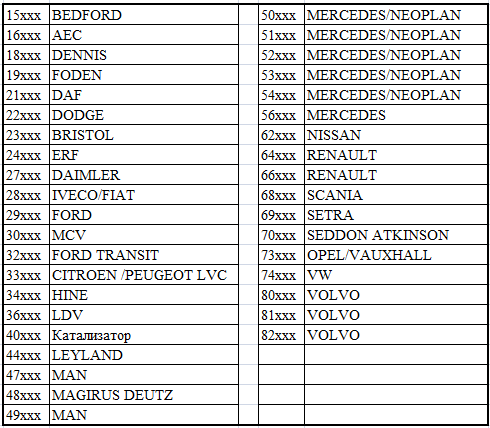 15xxx BEDFORD 50xxx MERCEDES/NEOPLAN
16xxx AEC 51xxx MERCEDES/NEOPLAN
18xxx DENNIS 52xxx MERCEDES/NEOPLAN
19xxx FODEN 53xxx MERCEDES/NEOPLAN
21xxx DAF 54xxx MERCEDES/NEOPLAN
22xxx DODGE 56xxx MERCEDES
23xxx BRISTOL 62xxx NISSAN
24xxx ERF 64xxx RENAULT
27xxx DAIMLER 66xxx RENAULT
28xxx IVECO/FIAT 68xxx SCANIA
29xxx FORD 69xxx SETRA
30xxx MCV 70xxx SEDDON ATKINSON
32xxx FORD TRANSIT 73xxx OPEL/VAUXHALL
33xxx CITROEN /PEUGEOT LVC 74xxx VW
34xxx HINE 80xxx VOLVO
36xxx LDV 81xxx VOLVO
40xxx Катализатор 82xxx VOLVO
44xxx LEYLAND
47xxx MAN
48xxx MAGIRUS DEUTZ
49xxx MAN